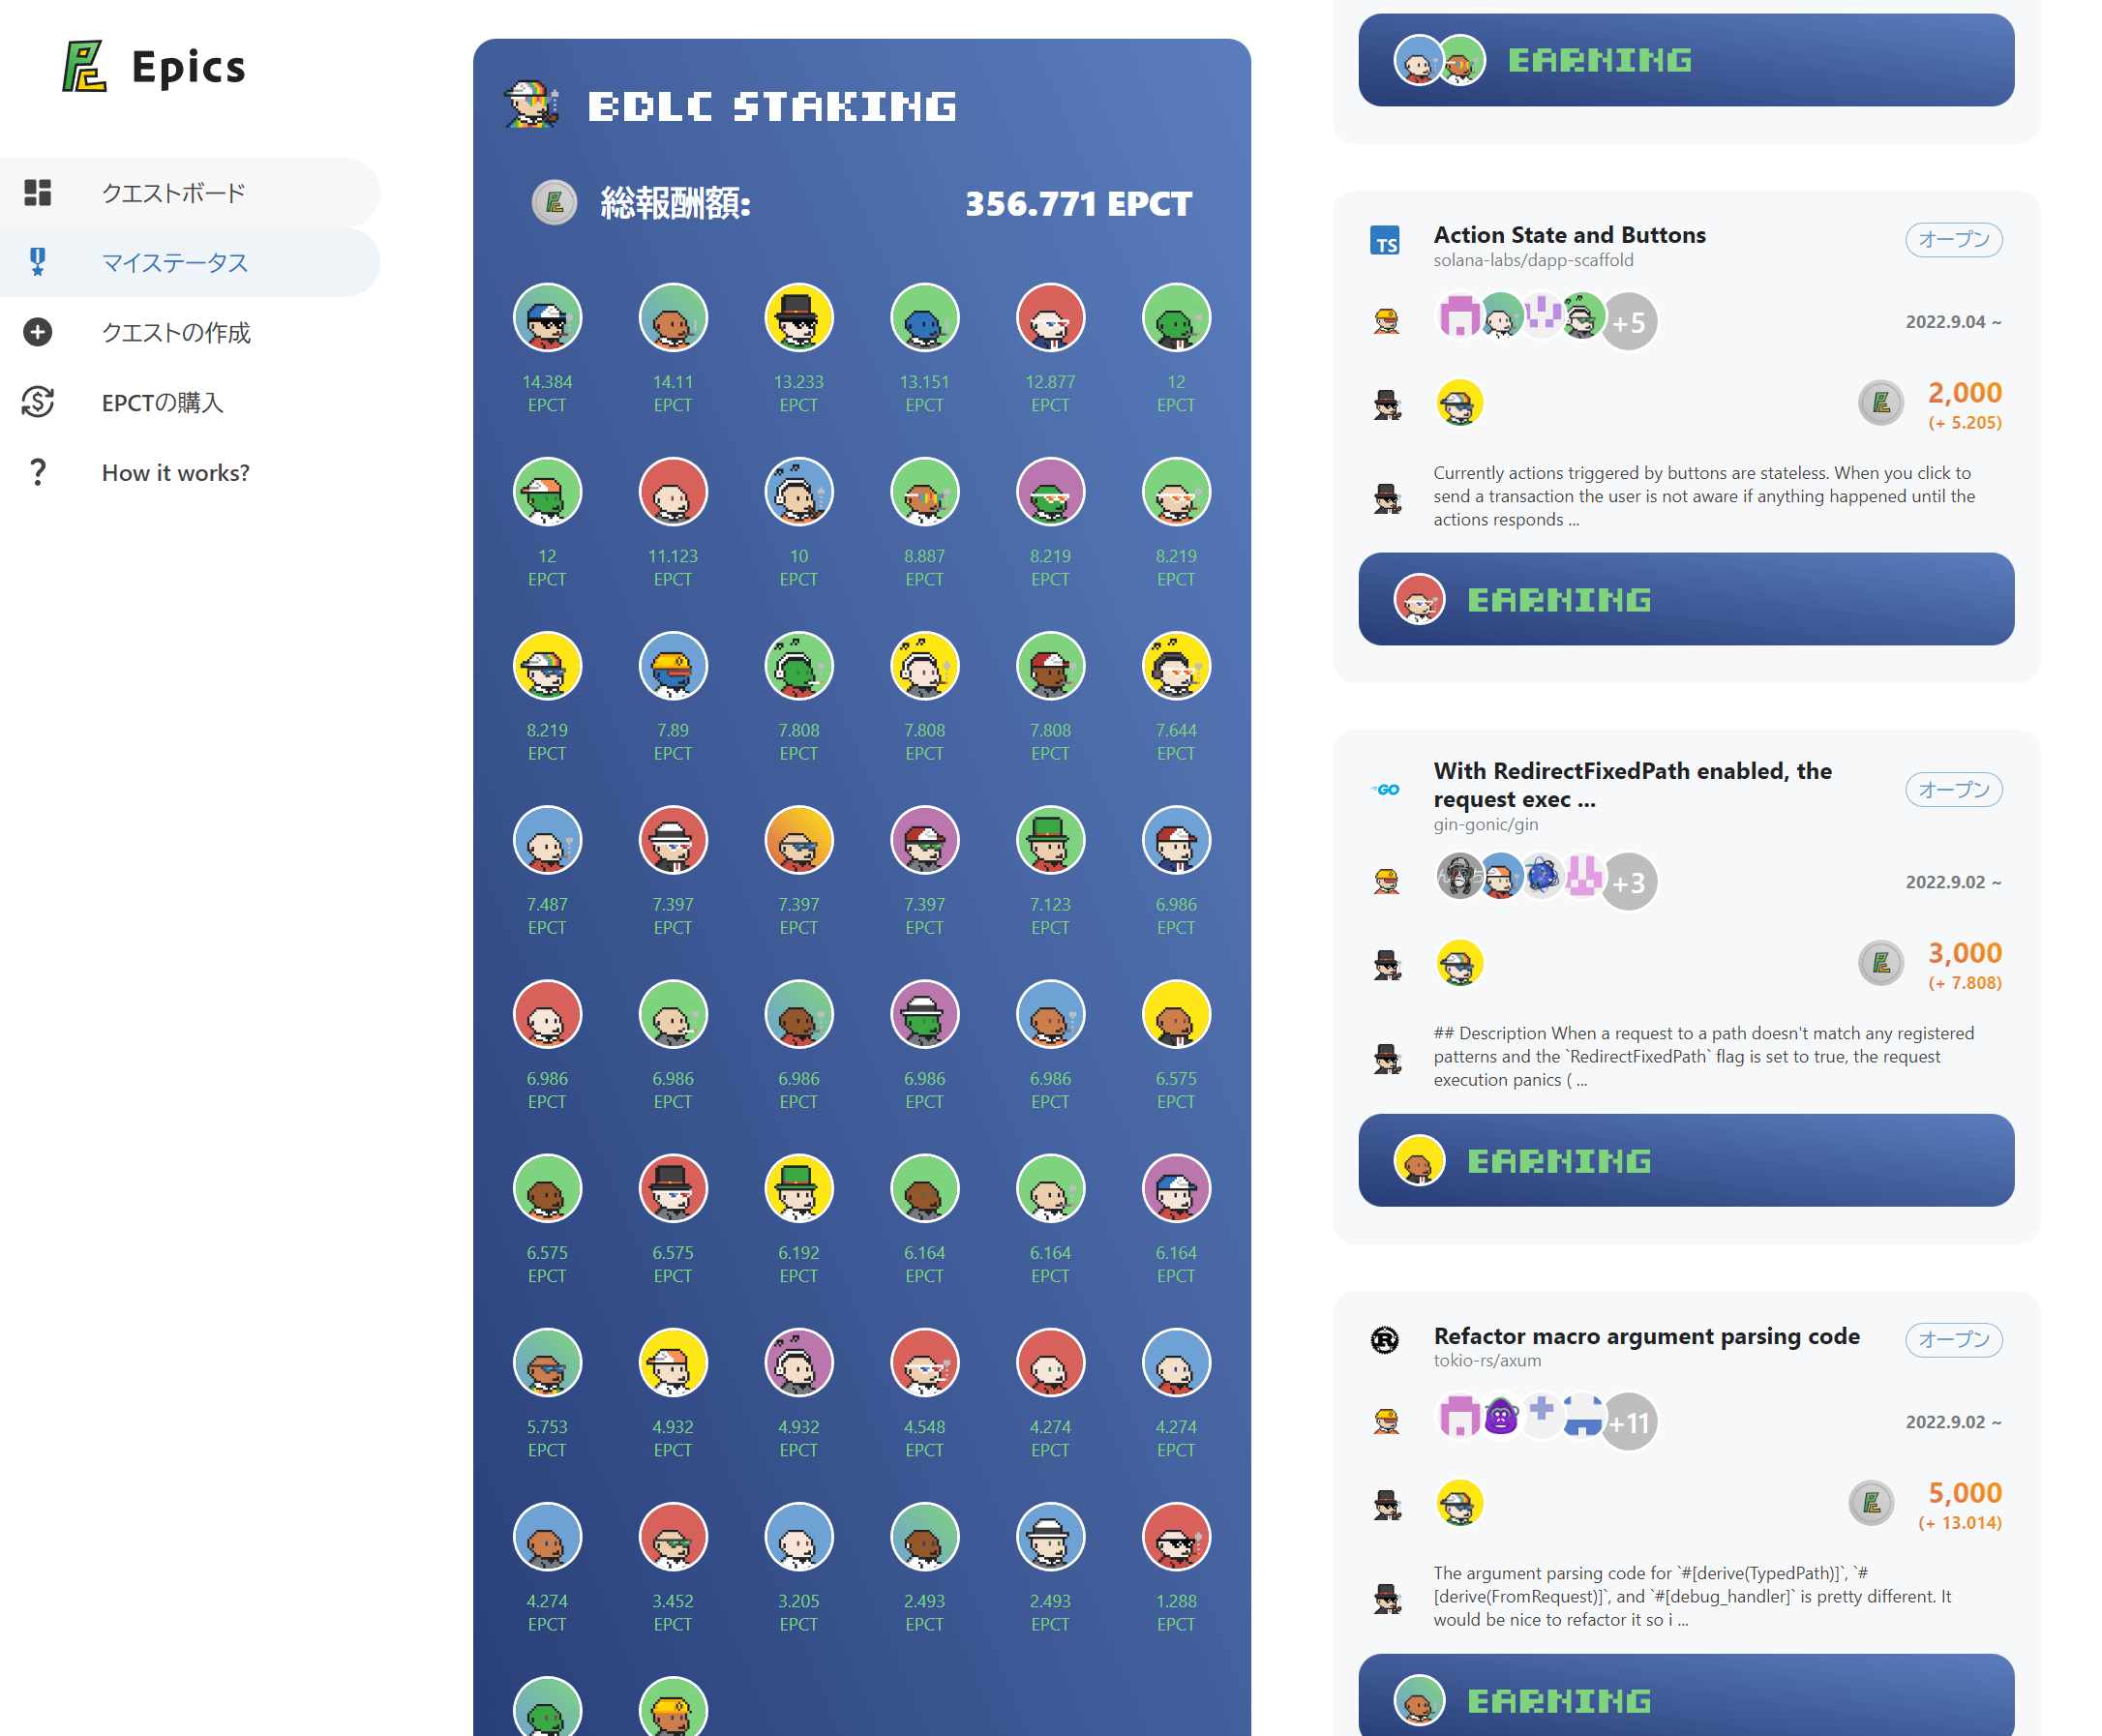 Epics
クエストボード
マイステータス
クエストの作成
EPCTの購入
How it works?
BDLC STAKING
総報酬額: 356.771 EPCT
14.384 14.11 13.233 13.151 12.877 12
EPCT EPCT EPCT EPCT EPCT EPCT
12 11.123 10 8.887 8.219 8.219
EPCT EPCT EPCT EPCT EPCT EPCT
8.219 7.89 7.808 7.808 7.808 7.644
EPCT EPCT EPCT EPCT EPCT EPCT
7.487 7.397 7.397 7.397 7.123 6.986
EPCT EPCT EPCT EPCT EPCT EPCT
6.986 6.986 6.986 6.986 6.986 6.575
EPCT EPCT EPCT EPCT EPCT EPCT
6.575 6.575 6.192 6.164 6.164 6.164
EPCT EPCT EPCT EPCT EPCT EPCT
5.753 4.932 4.932 4.548 4.274 4.274
EPCT EPCT EPCT EPCT EPCT EPCT
4.274 3.452 3.205 2.493 2.493 1.288
EPCT EPCT EPCT EPCT EPCT EPCT
EARNING
TS
Action State and Buttons
オープン
solana-labs/dapp-scaffold
+5
2022.9.04 ~
2,000
(+ 5.205)
Currently actions triggered by buttons are stateless. When you click to
send a transaction the user is not aware if anything happened until the
actions responds ...
EARNING
GO
With RedirectFixedPath enabled, the
request exec ...
オープン
gin-gonic/gin
+3
2022.9.02 ~
3,000
(+ 7.808)
## Description When a request to a path doesn't match any registered
patterns and the `RedirectFixedPath` flag is set to true, the request
execution panics ( ...
EARNING
R
Refactor macro argument parsing code
オープン
tokio-rs/axum
+11
2022.9.02 ~
5,000
(+ 13.014)
The argument parsing code for `#[derive(TypedPath)]`, `#
[derive(FromRequest)]`, and `#[debug_handler]` is pretty different. It
would be nice to refactor it so i ...
EARNING